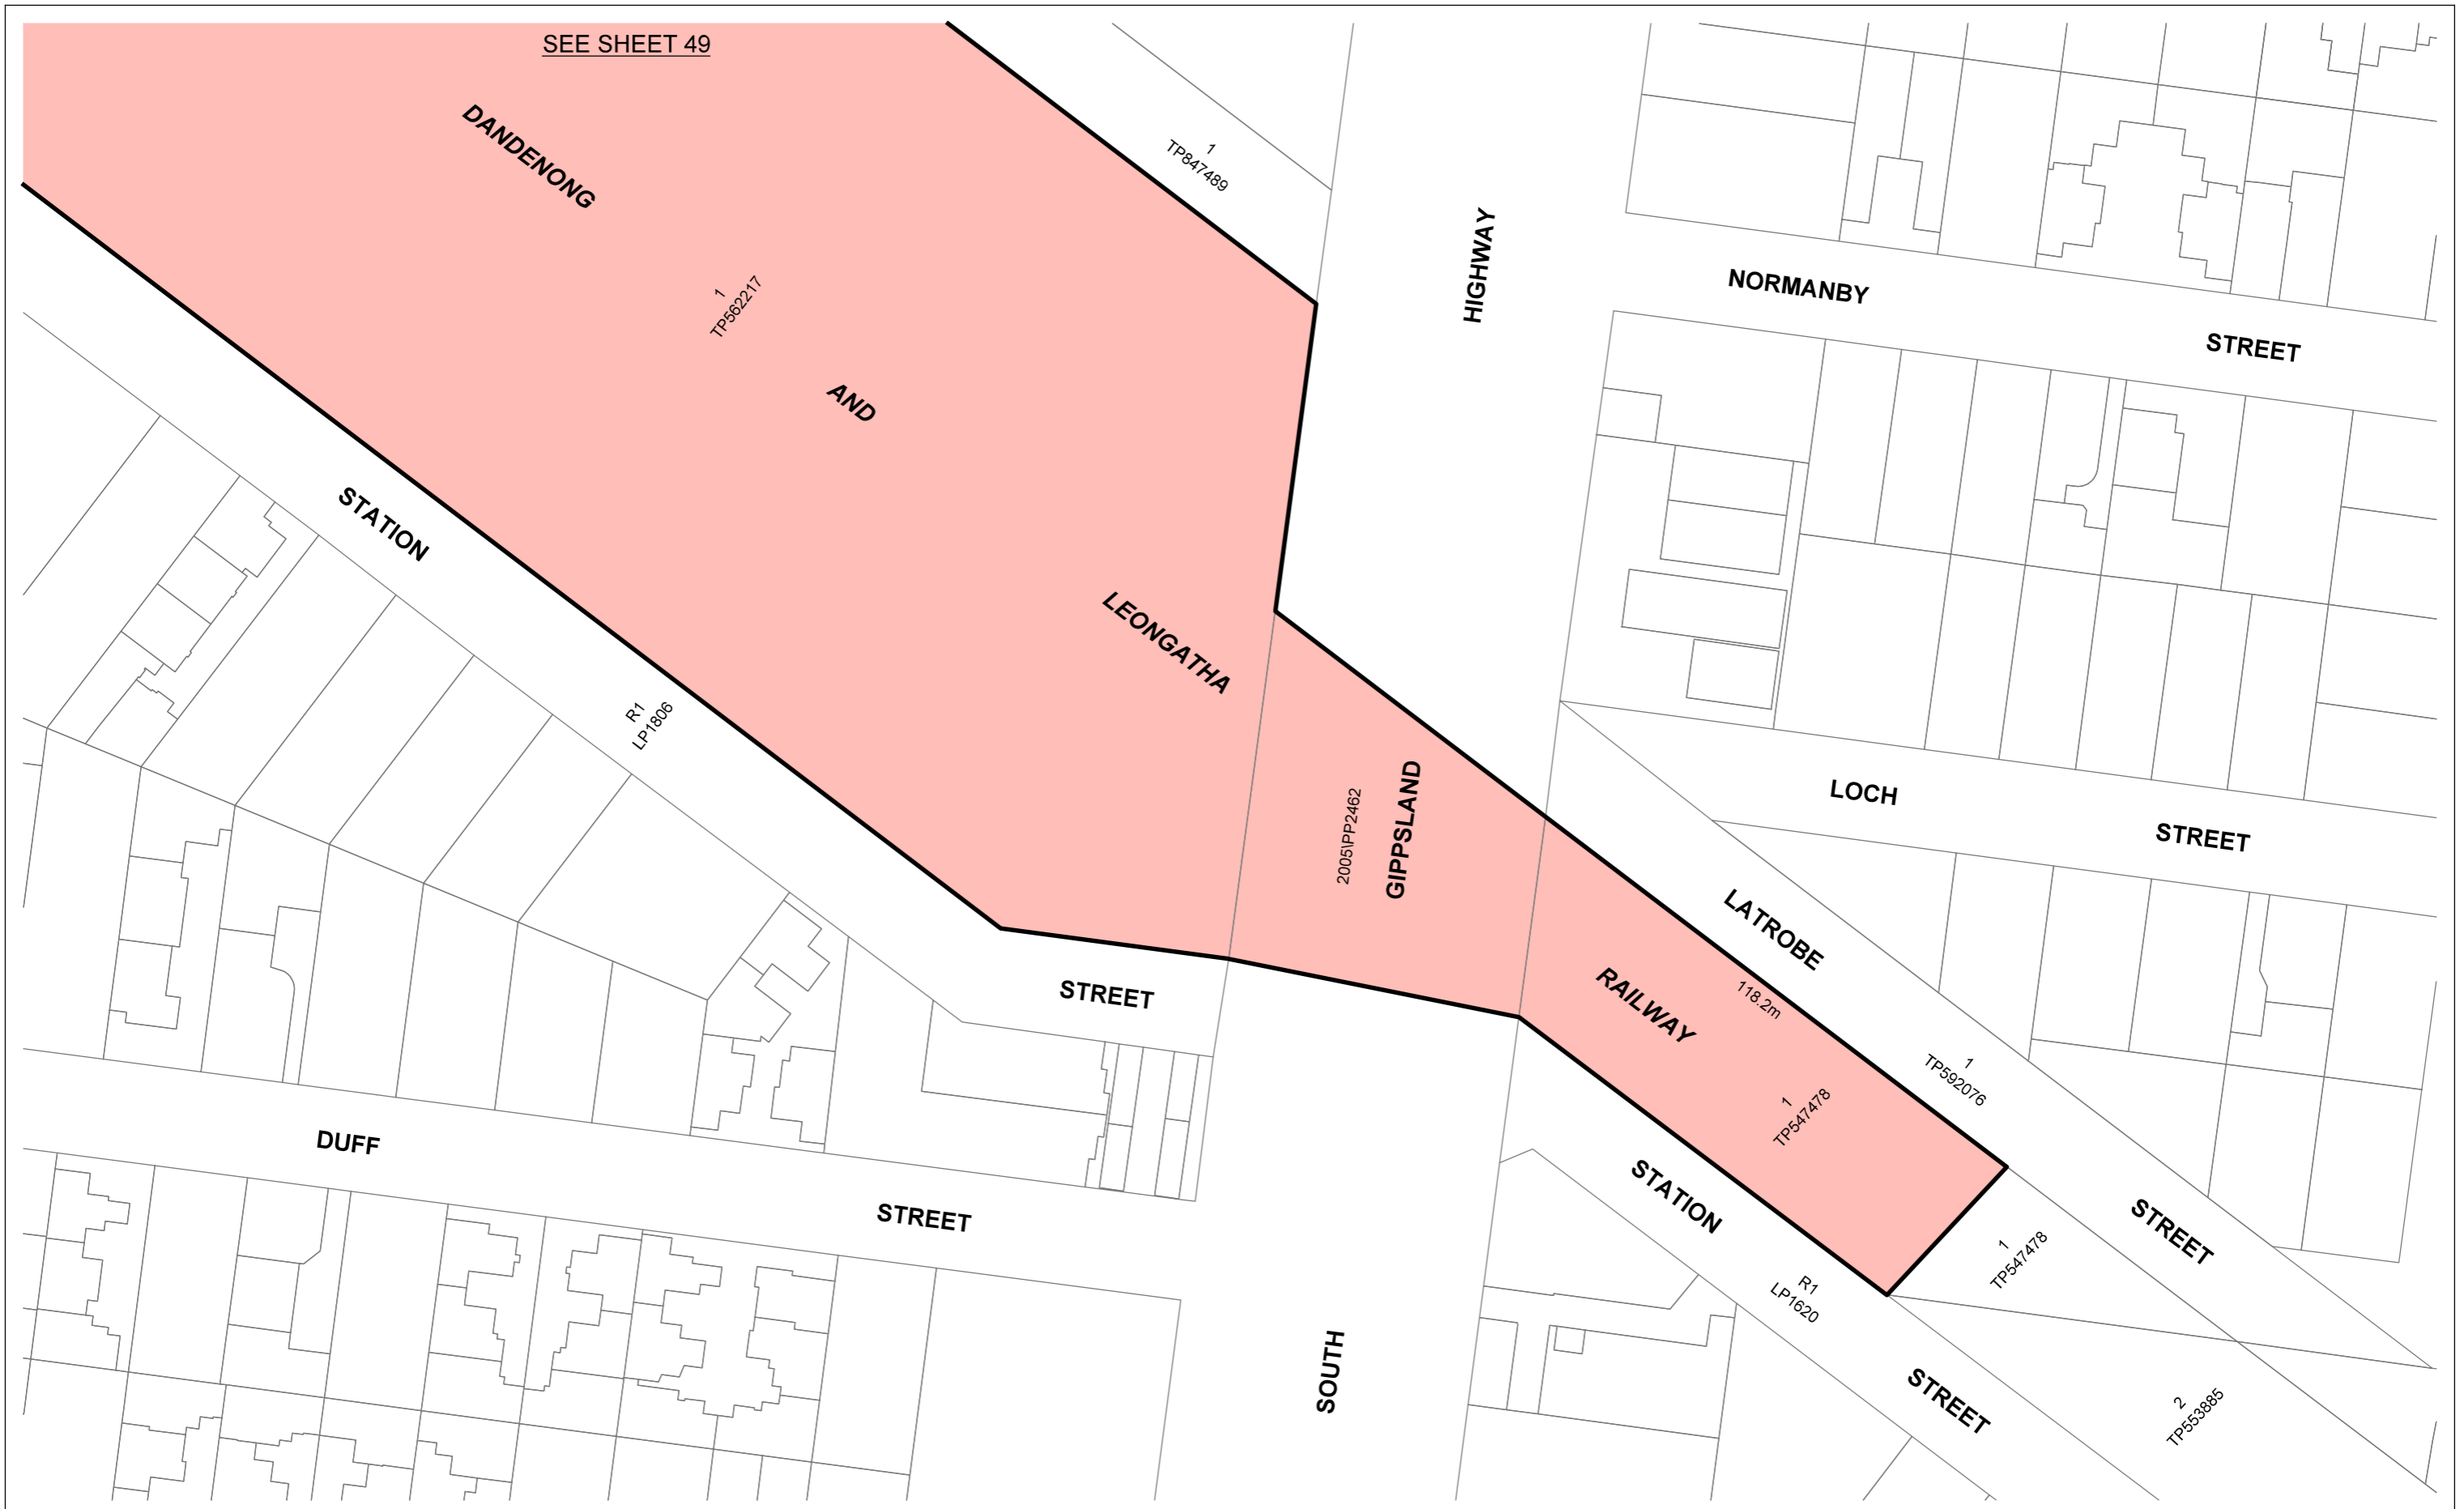 SEE SHEET 49
DANDENONG
1
TP847489
HIGHWAY
NORMANBY
STREET
1
TP562217
AND
STATION
LEONGATHA
R1
LP1806
2005\PP2462
GIPPSLAND
LOCH
STREET
LATROBE
RAILWAY
118.2m
STREET
1
TP592076
1
TP547478
DUFF
STREET
STATION
STREET
1
TP547478
R1
LP1620
SOUTH
STREET
2
TP553885